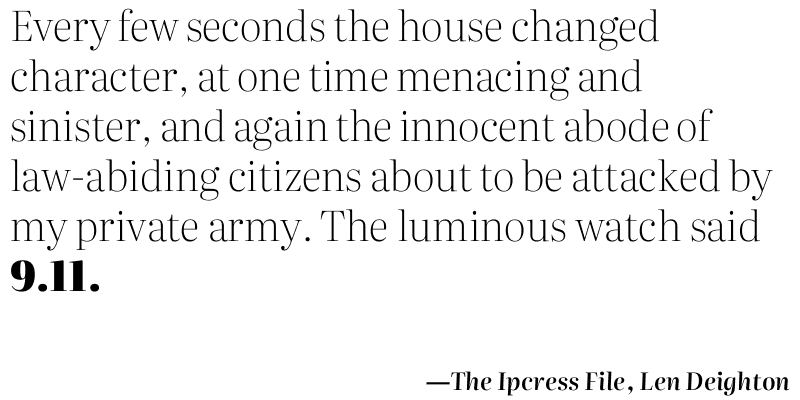 Every few seconds the house changed
character, at one time menacing and
sinister, and again the innocent abode of
law-abiding citizens about to be attacked by
my private army. The luminous watch said
9.11.
—The Ipcress File, Len Deighton